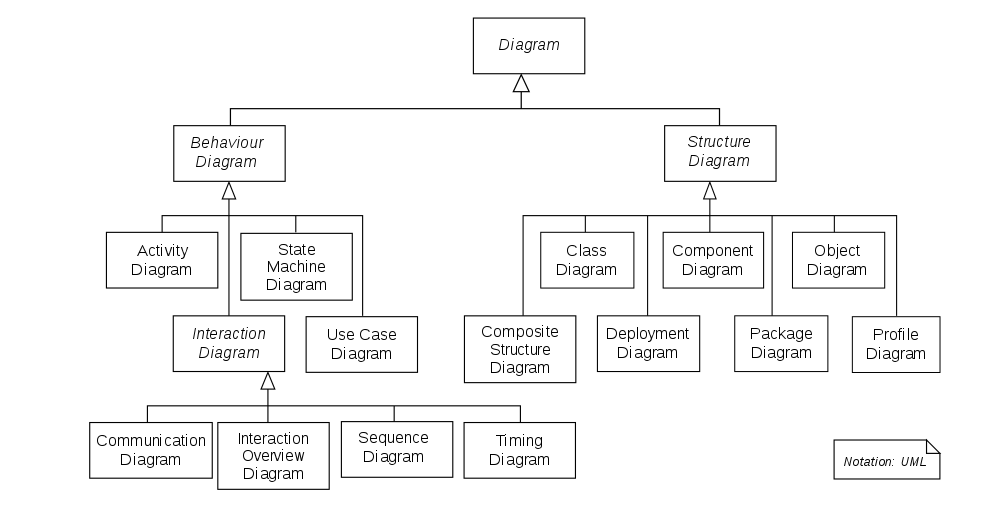 Diagram
Behaviour
Diagram
Structure
Diagram
Activity
Diagram
State
Machine
Diagram
Class
Diagram
Component
Diagram
Object
Diagram
Interaction
Diagram
Use Case
Diagram
Composite
Structure
Diagram
Deployment
Diagram
Package
Diagram
Profile
Diagram
Communication
Diagram
Interaction
Overview
Diagram
Sequence
Diagram
Timing
Diagram
Notation: UML